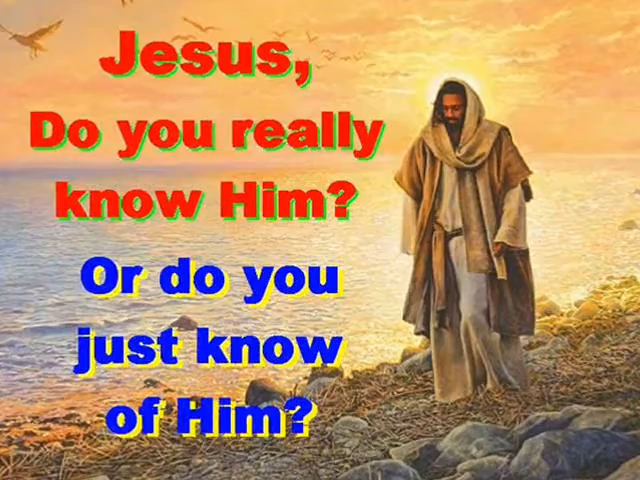 Jesus,
Do you really
know Him?
Or do you
just know
of Him?